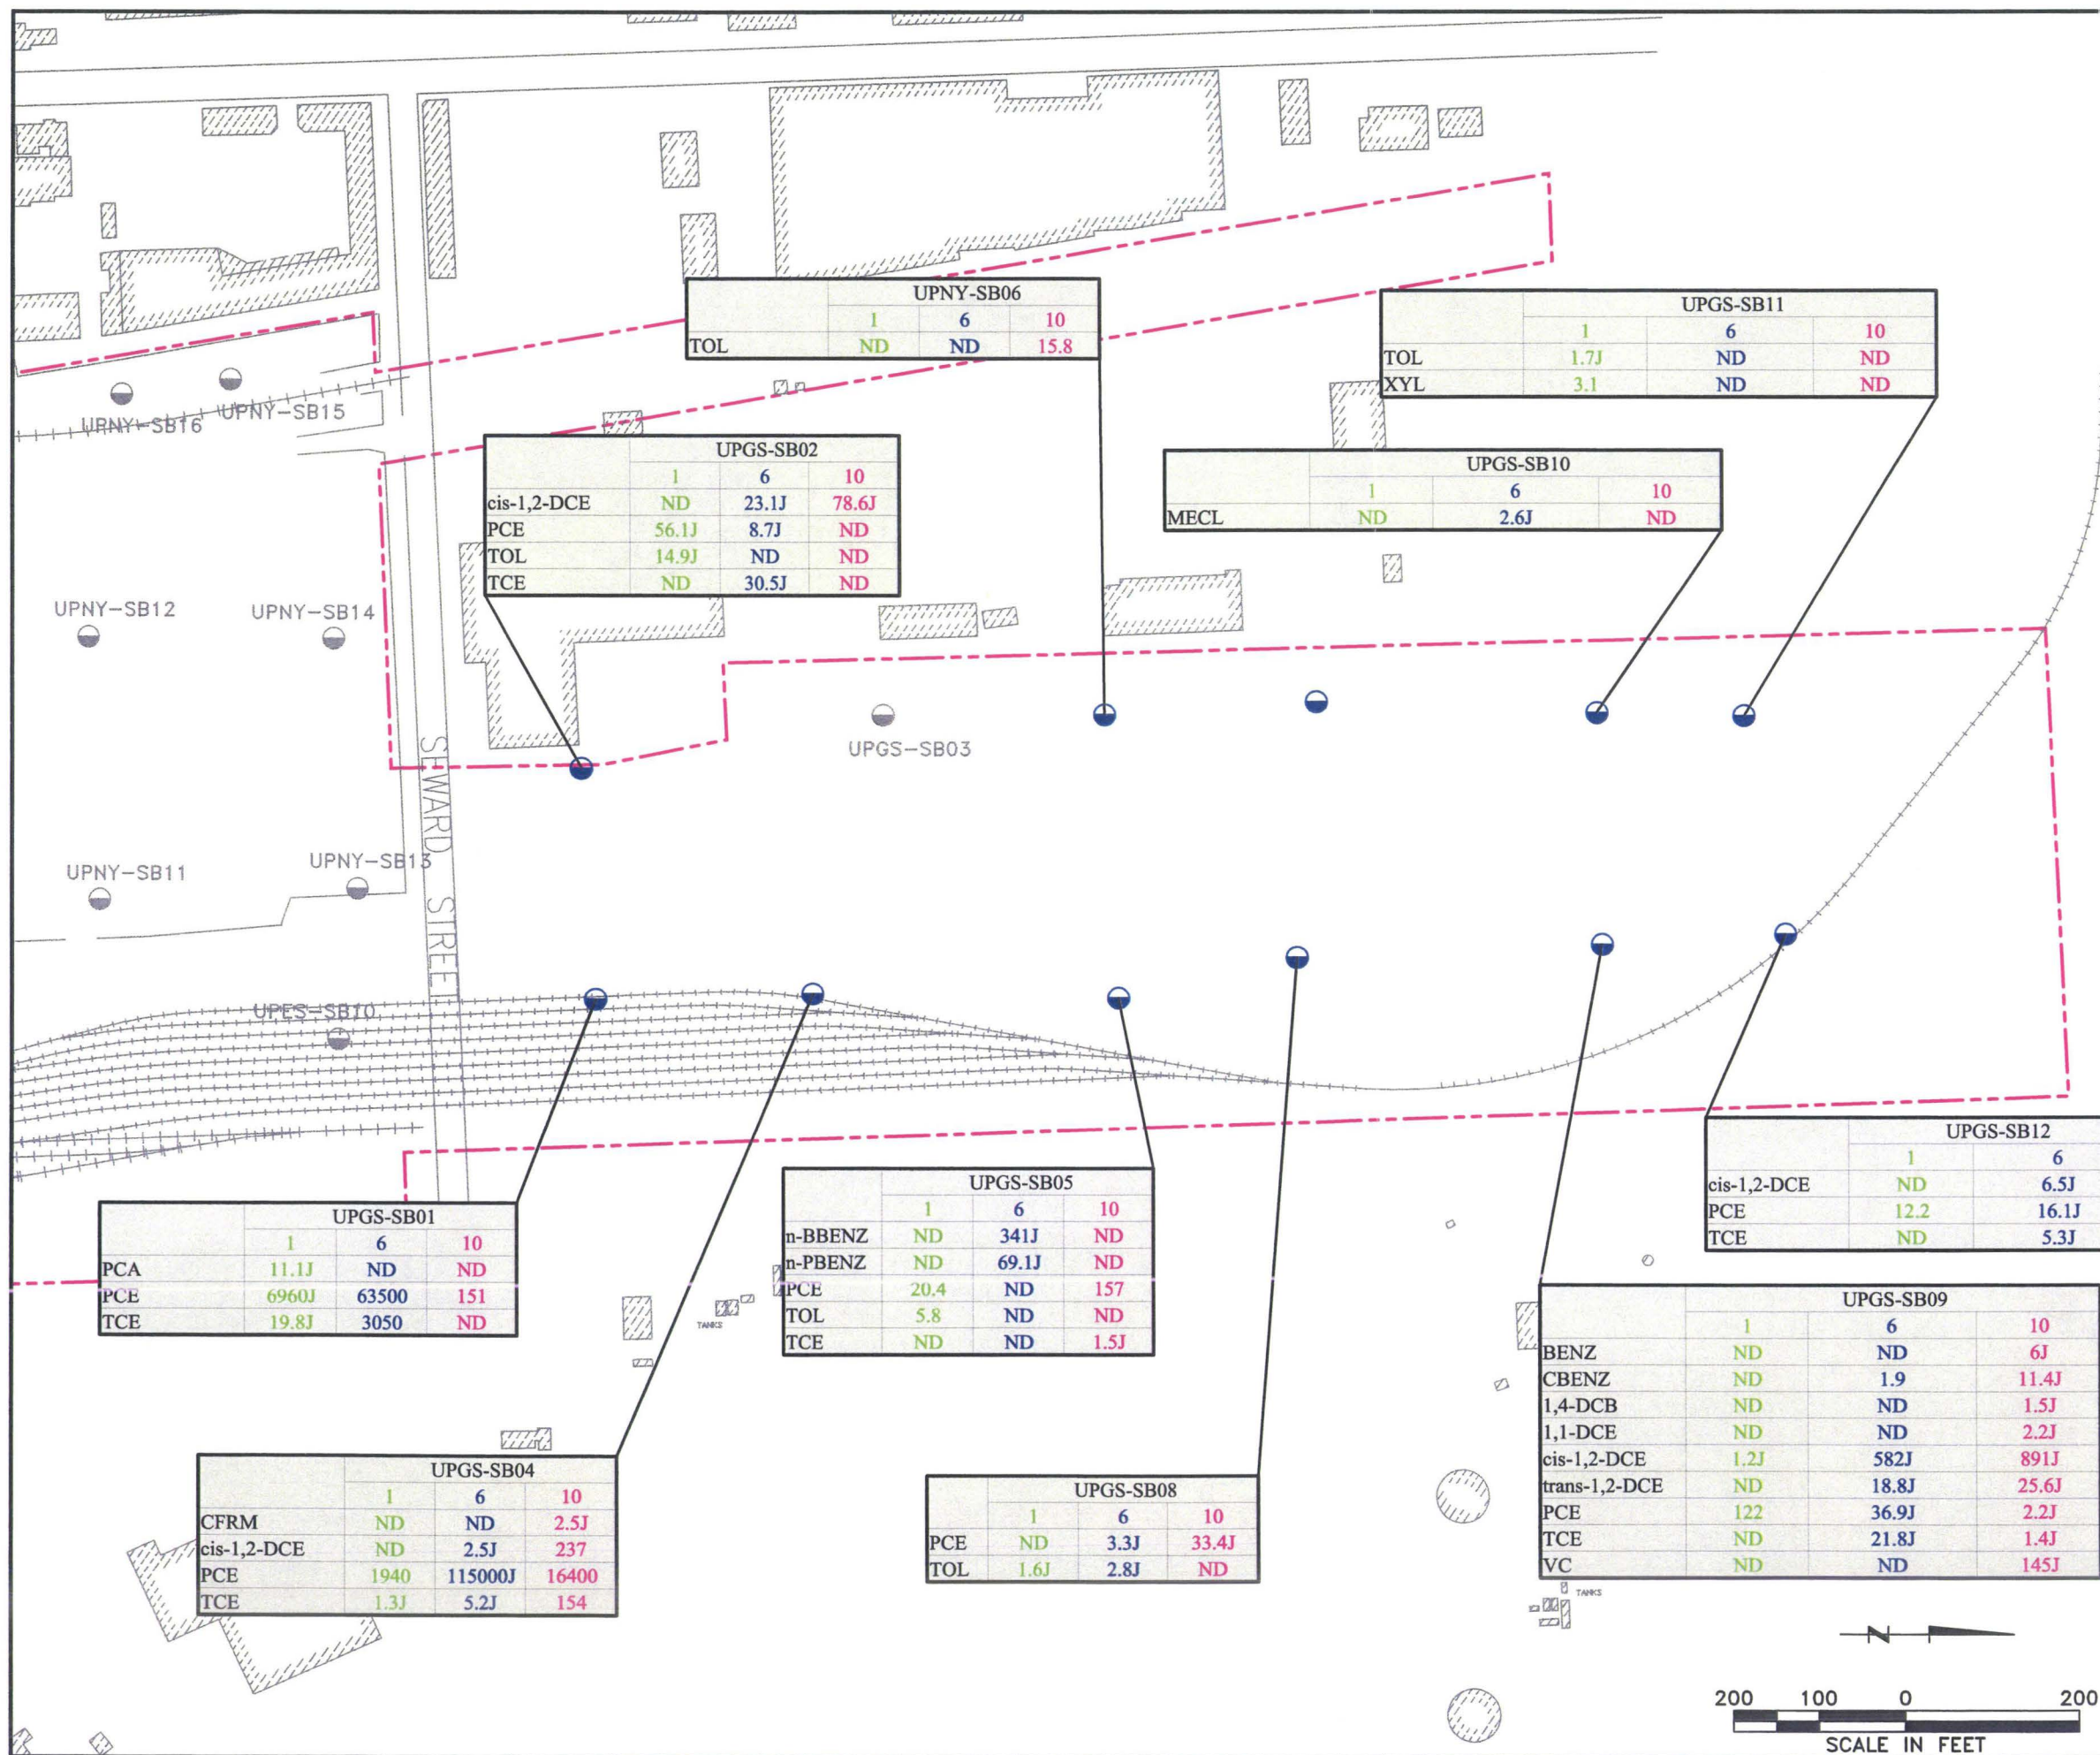 UPNY-SB06
1 6 10
TOL ND ND 15.8
UPGS-SB11
1 6 10
TOL 1.7J ND ND
XYL 3.1 ND ND
UPNY-SB16
UPNY-SB15
UPGS-SB02
1 6 10
cis-1,2-DCE ND 23.1J 78.6J
PCE 56.1J 8.7J ND
TOL 14.9J ND ND
TCE ND 30.5J ND
UPGS-SB10
1 6 10
MECL ND 2.6J ND
UPNY-SB12
UPNY-SB14
UPGS-SB03
SEWARD STREET
UPNY-SB11
UPNY-SB13
UPES-SB10
UPGS-SB12
1 6
cis-1,2-DCE ND 6.5J
PCE 12.2 16.1J
TCE ND 5.3J
UPGS-SB05
1 6 10
n-BBENZ ND 341J ND
n-PBENZ ND 69.1J ND
PCE 20.4 ND 157
TOL 5.8 ND ND
TCE ND ND 1.5J
UPGS-SB01
1 6 10
PCA 11.1J ND ND
PCE 6960J 63500 151
TCE 19.8J 3050 ND
TANKS
UPGS-SB09
1 6 10
BENZ ND ND 6J
CBENZ ND 1.9 11.4J
1,4-DCB ND ND 1.5J
1,1-DCE ND ND 2.2J
cis-1,2-DCE 1.2J 582J 891J
trans-1,2-DCE ND 18.8J 25.6J
PCE 122 36.9J 2.2J
TCE ND 21.8J 1.4J
VC ND ND 145J
UPGS-SB04
1 6 10
CFRM ND ND 2.5J
cis-1,2-DCE ND 2.5J 237
PCE 1940 115000J 16400
TCE 1.3J 5.2J 154
UPGS-SB08
1 6 10
PCE ND 3.3J 33.4J
TOL 1.6J 2.8J ND
TANKS
N
200 100 0 200
SCALE IN FEET